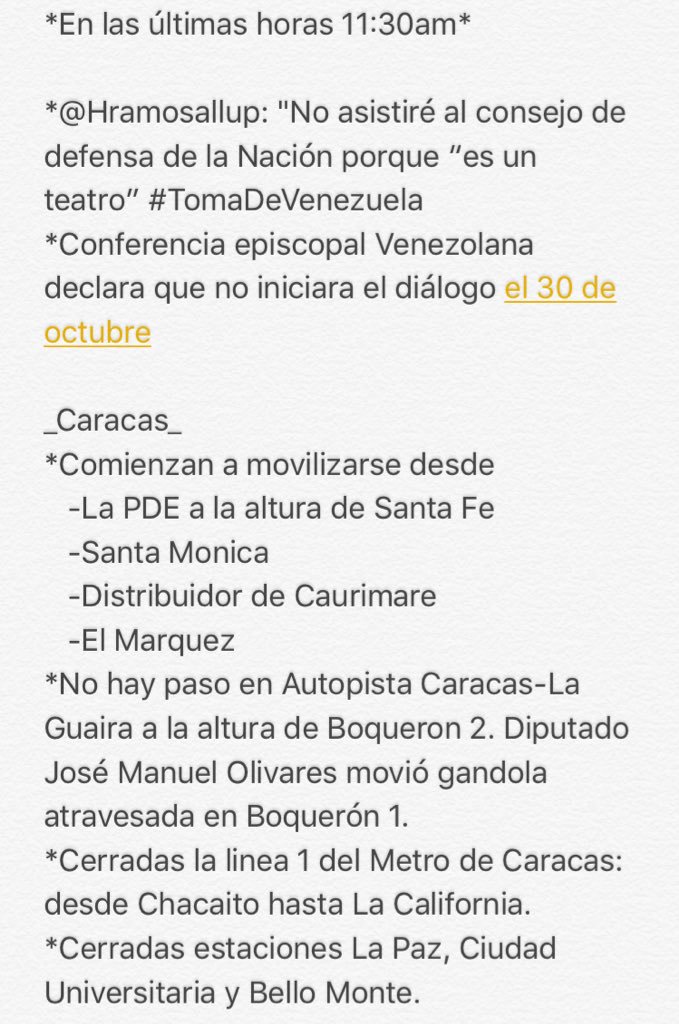 *En las últimas horas 11:30am*
*@Hramosallup: "No asistiré al consejo de
defensa de la Nación porque “es un
teatro” #TomaDeVenezuela
*Conferencia episcopal Venezolana
declara que no iniciara el diálogo el 30 de
octubre
_Caracas_
*Comienzan a movilizarse desde
-La PDE a la altura de Santa Fe
-Santa Monica
-Distribuidor de Caurimare
-El Marquez
*No hay paso en Autopista Caracas-La
Guaira a la altura de Boqueron 2. Diputado
José Manuel Olivares movió gandola
atravesada en Boquerón 1.
*Cerradas la linea 1 del Metro de Caracas:
desde Chacaito hasta La California.
*Cerradas estaciones La Paz, Ciudad
Universitaria y Bello Monte.